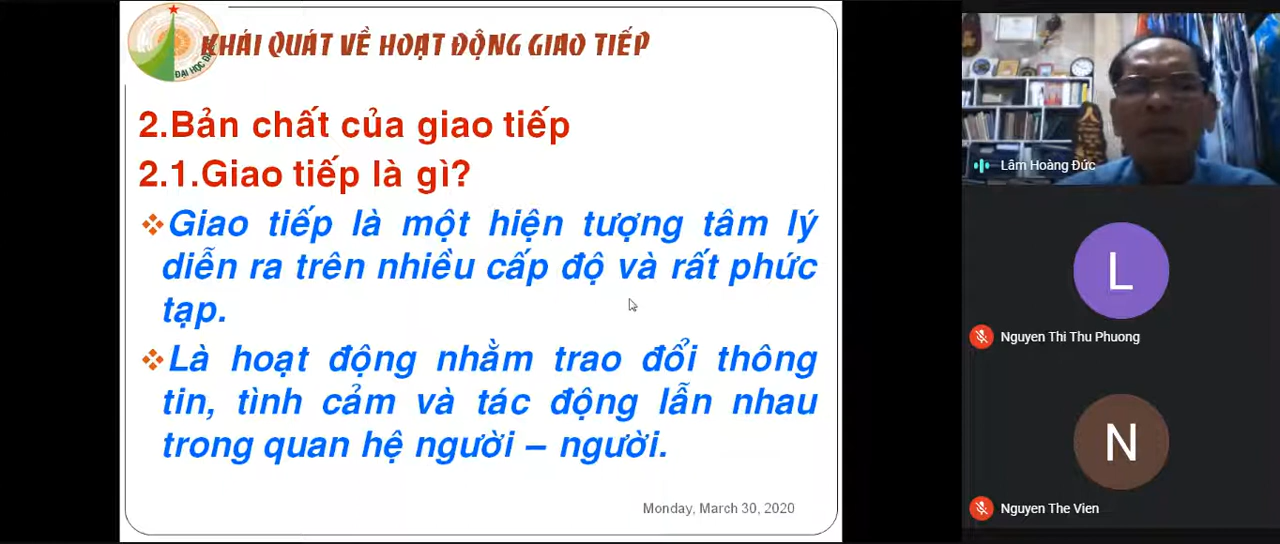 KHÁI QUÁT VỀ HOẠT ĐỘNG GIAO TIẾP
ĐẠI HỌC
2.Bản chất của giao tiếp
2.1.Giao tiếp là gì?
Giao tiếp là một hiện tượng tâm lý
diễn ra trên nhiều cấp độ và rất phức
tạp.
Là hoạt động nhằm trao đổi thông
tin, tình cảm và tác động lẫn nhau
trong quan hệ người – người.
Monday, March 30, 2020
Lâm Hoàng Đức
L
Nguyen Thi Thu Phuong
N
Nguyen The Vien